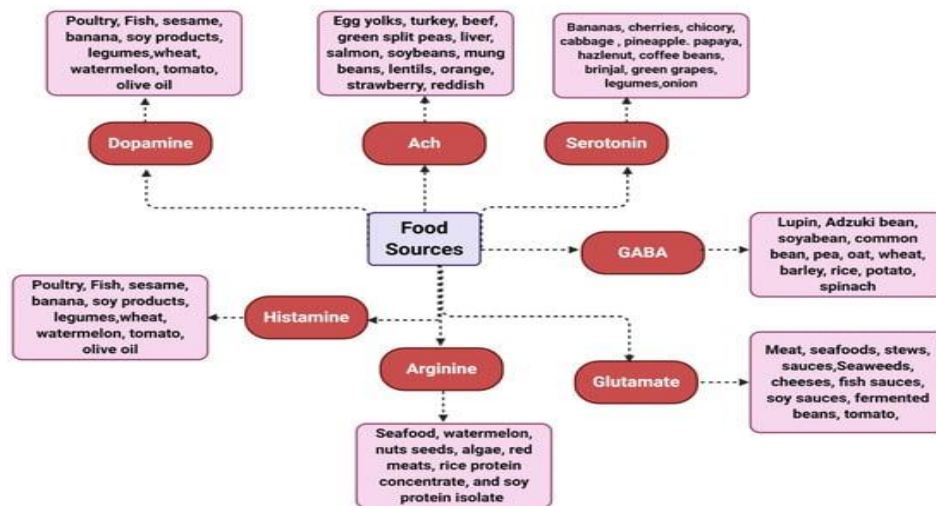 Poultry, Fish, sesame,
banana, soy products,
legumes,wheat,
watermelon, tomato,
olive oil
Egg yolks, turkey, beef,
green split peas, liver,
salmon, soybeans, mung
beans, lentils, orange,
strawberry, reddish
Bananas, cherries, chicory,
cabbage , pineapple. papaya,
hazlenut, coffee beans,
brinjal, green grapes,
legumes,onion
Dopamine
Ach
Serotonin
Food
Sources
GABA
Lupin, Adzuki bean,
soyabean, common
bean, pea, oat, wheat,
barley, rice, potato,
spinach
Poultry, Fish, sesame,
banana, soy products,
legumes,wheat,
watermelon, tomato,
olive oil
Histamine
Arginine
Glutamate
Meat, seafoods, stews,
sauces,Seaweeds,
cheeses, fish sauces,
soy sauces, fermented
beans, tomato,
Seafood, watermelon,
nuts seeds, algae, red
meats, rice protein
concentrate, and soy
protein isolate